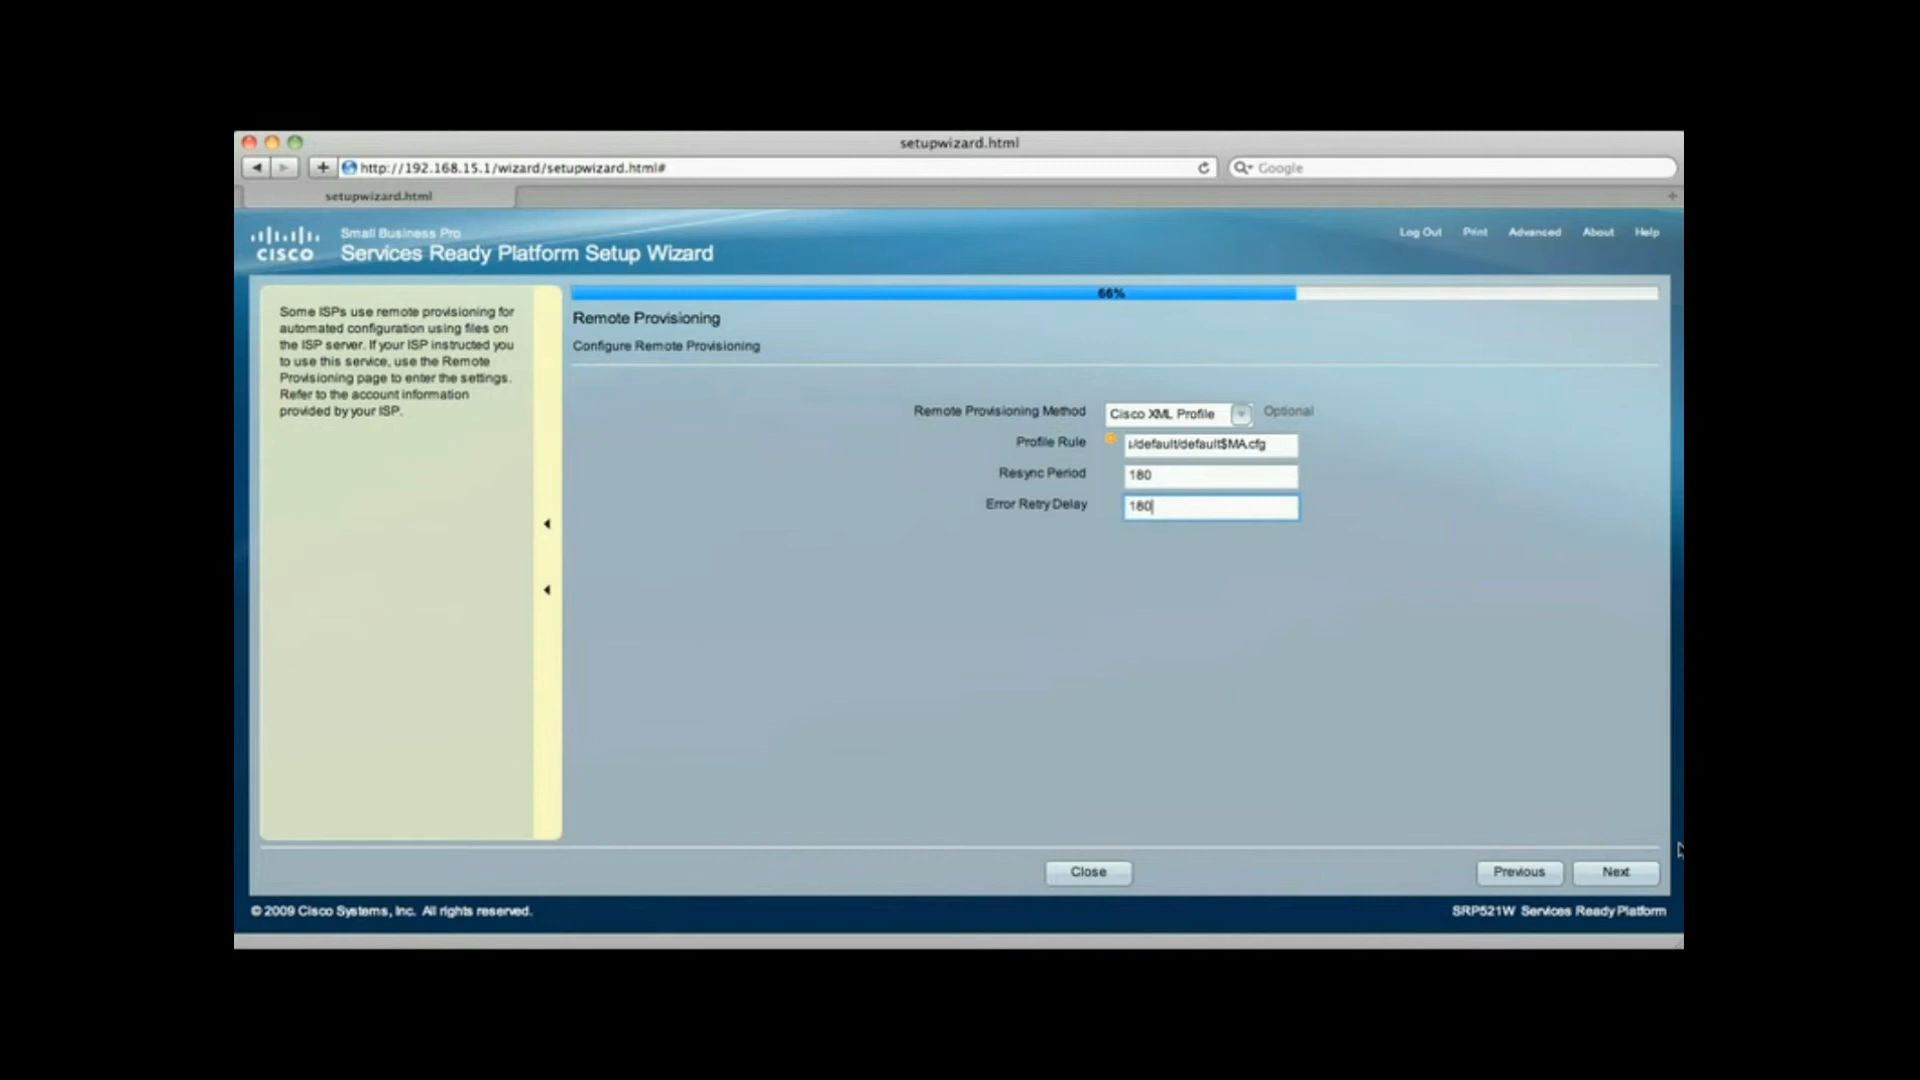 setupwizard.html
http://192.168.15.1/wizard/setupwizard.html#
Google
setupwizard.html
CISCO
Small Business Pro
Services Ready Platform Setup Wizard
Log Out Print Advanced About Help
66%
Some ISPs use remote provisioning for
automated configuration using files on
the ISP server. If your ISP instructed you
to use this service, use the Remote
Provisioning page to enter the settings.
Refer to the account information
provided by your ISP.
Remote Provisioning
Configure Remote Provisioning
Remote Provisioning Method Cisco XML Profile Optional
Profile Rule /default/default$MA.cfg
Resync Period 180
Error Retry Delay 180
Close
Previous
Next
© 2009 Cisco Systems, Inc. All rights reserved.
SRP521W Services Ready Platform